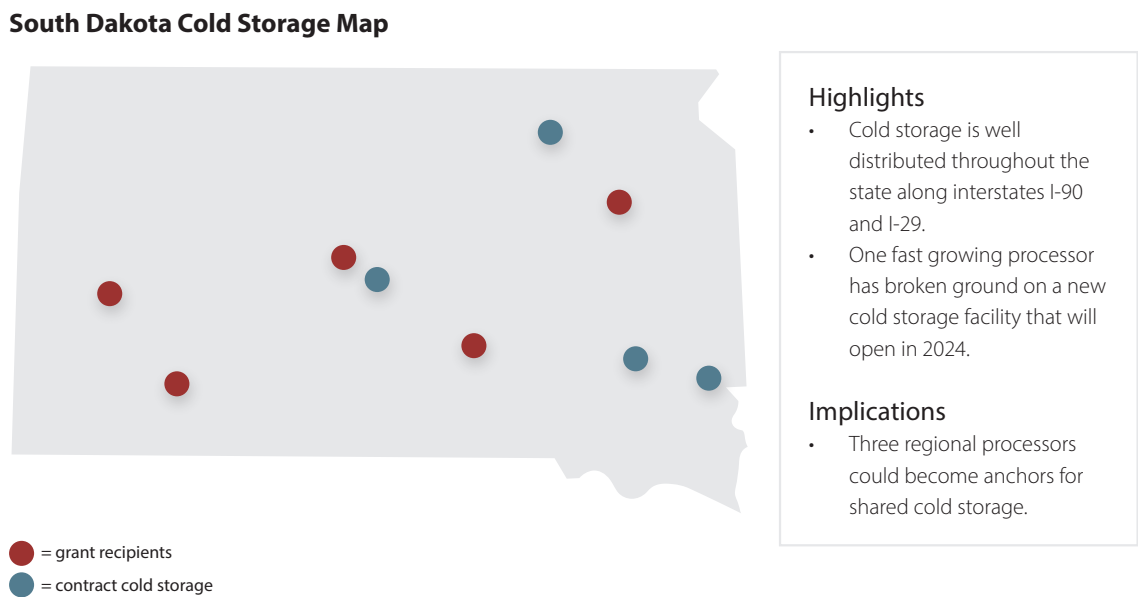 South Dakota Cold Storage Map
Highlights
• Cold storage is well
distributed throughout the
state along interstates I-90
and I-29.
• One fast growing processor
has broken ground on a new
cold storage facility that will
open in 2024.
Implications
• Three regional processors
could become anchors for
shared cold storage.
= grant recipients
= contract cold storage